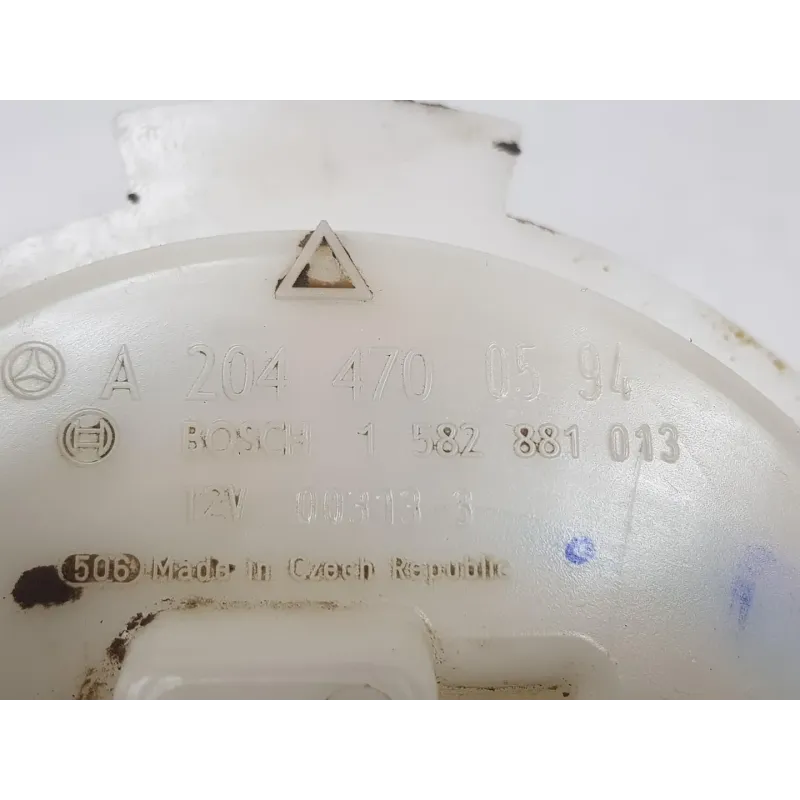 A 204 470 05 94
BOSCH 1 582 881 013
12V 00313 3
506 Made in Czech Republic